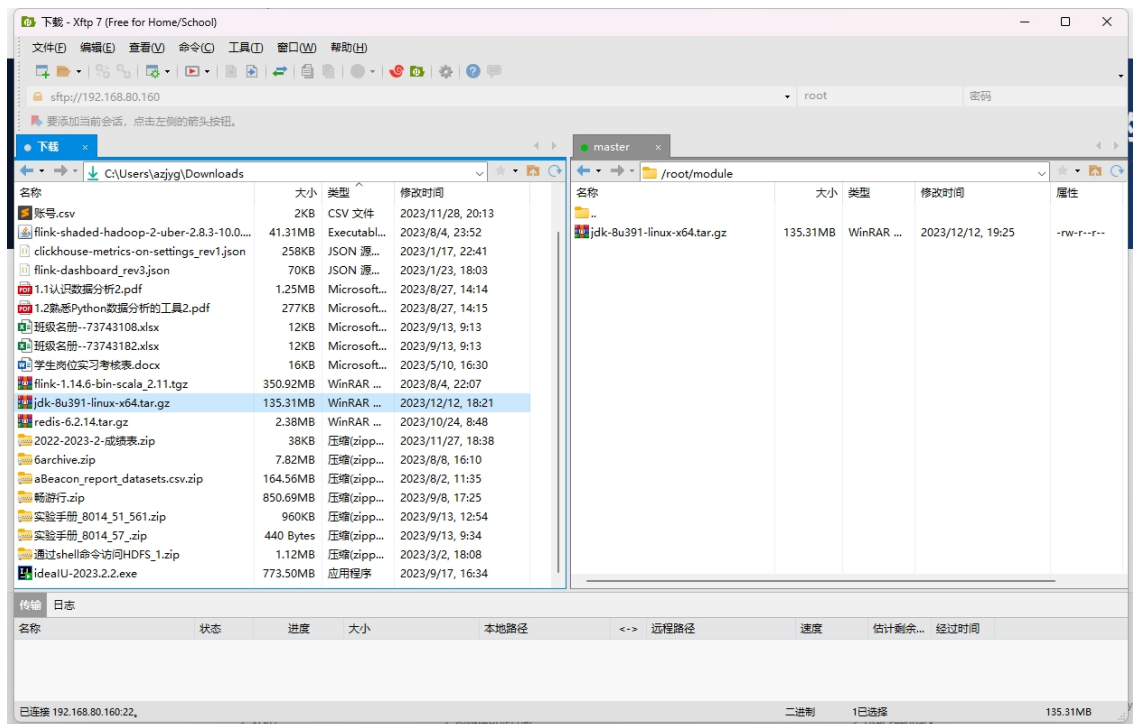 下载 - Xftp 7 (Free for Home/School)
文件(F) 编辑(E) 查看(V) 命令(C) 工具(T) 窗口(W) 帮助(H)
sftp://192.168.80.160 root 密码
要添加当前会话，点击左侧的箭头按钮。
下载 × master ×
C:\Users\azjyg\Downloads /root/module
名称 大小 类型 修改时间 名称 大小 类型 修改时间 属性
账号.csv 2KB CSV 文件 2023/11/28, 20:13 ..
flink-shaded-hadoop-2-uber-2.8.3-10.0.... 41.31MB Executabl... 2023/8/4, 23:52 jdk-8u391-linux-x64.tar.gz 135.31MB WinRAR ... 2023/12/12, 19:25 -rw-r--r--
clickhouse-metrics-on-settings_rev1.json 258KB JSON 源... 2023/1/17, 22:41
flink-dashboard_rev3.json 70KB JSON 源... 2023/1/23, 18:03
1.1认识数据分析2.pdf 1.25MB Microsoft... 2023/8/27, 14:14
1.2熟悉Python数据分析的工具2.pdf 277KB Microsoft... 2023/8/27, 14:15
班级名册--73743108.xlsx 12KB Microsoft... 2023/9/13, 9:13
班级名册--73743182.xlsx 12KB Microsoft... 2023/9/13, 9:13
学生岗位实习考核表.docx 16KB Microsoft... 2023/5/10, 16:30
flink-1.14.6-bin-scala_2.11.tgz 350.92MB WinRAR ... 2023/8/4, 22:07
jdk-8u391-linux-x64.tar.gz 135.31MB WinRAR ... 2023/12/12, 18:21
redis-6.2.14.tar.gz 2.38MB WinRAR ... 2023/10/24, 8:48
2022-2023-2-成绩表.zip 38KB 压缩(zipp... 2023/11/27, 18:38
6archive.zip 7.82MB 压缩(zipp... 2023/8/8, 16:10
aBeacon_report_datasets.csv.zip 164.56MB 压缩(zipp... 2023/8/2, 11:35
畅游行.zip 850.69MB 压缩(zipp... 2023/9/8, 17:25
实验手册_8014_51_561.zip 960KB 压缩(zipp... 2023/9/13, 12:54
实验手册_8014_57_.zip 440 Bytes 压缩(zipp... 2023/9/13, 9:34
通过shell命令访问HDFS_1.zip 1.12MB 压缩(zipp... 2023/3/2, 18:08
ideaIU-2023.2.2.exe 773.50MB 应用程序 2023/9/17, 16:34
传输 日志
名称 状态 进度 大小 本地路径 <-> 远程路径 速度 估计剩余... 经过时间
已连接 192.168.80.160:22。 二进制 1已选择 135.31MB